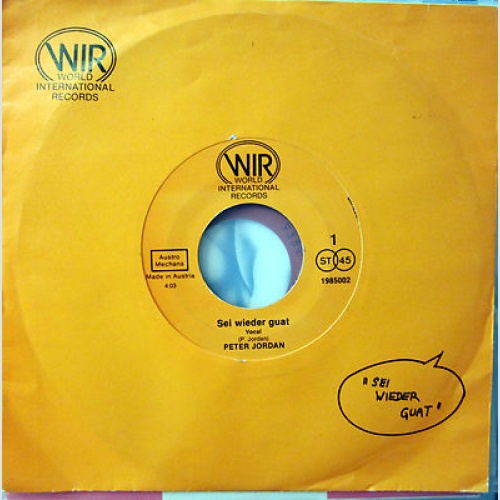 WIR
WORLD
INTERNATIONAL
RECORDS
WIR
WORLD
INTERNATIONAL
RECORDS
Austro
Mechana
Made in Austria
4:03
1
ST 45
1985002
Sei wieder guat
Vocal
(P. Jordan)
PETER JORDAN
"SEI
WIEDER
GUAT"